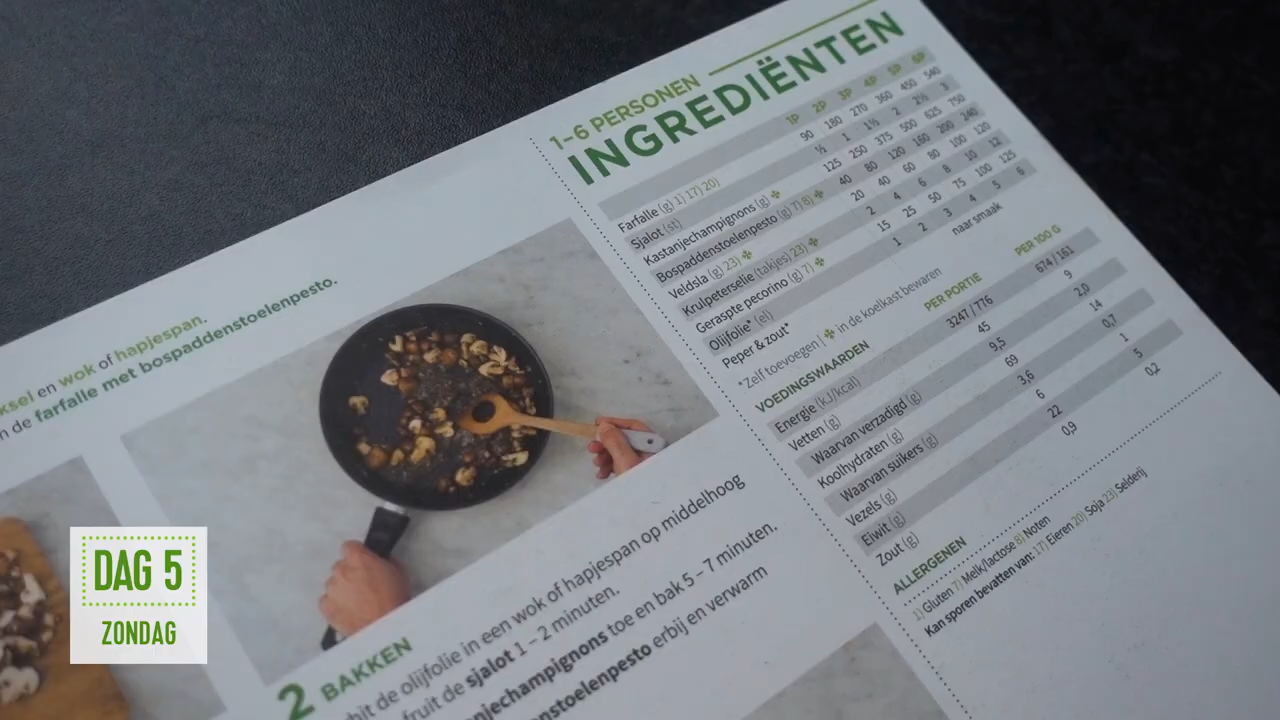 ksel en wok of hapjespan.
n de farfalle met bospaddenstoelenpesto.
DAG 5
ZONDAG
2 BAKKEN
hit de olijfolie in een wok of hapjespan op middelhoog
fruit de sjalot 1 – 2 minuten.
njechampignons toe en bak 5 – 7 minuten.
nstoelenpesto erbij en verwarm
1–6 PERSONEN
INGREDIËNTEN
1P 2P 3P 4P 5P 6P
Farfalle (g) 1) 17) 20) 90 180 270 360 450 540
Sjalot (st) ½ 1 1½ 2 2½ 3
Kastanjechampignons (g) 125 250 375 500 625 750
Bospaddenstoelenpesto (g) 7) 8) 40 80 120 160 200 240
Veldsla (g) 23) 20 40 60 80 100 120
Krulpeterselie (takjes) 23) 2 4 6 8 10 12
Geraspte pecorino (g) 7) 15 25 50 75 100 125
Olijfolie* (el) 1 2 3 4 5 6
Peper & zout* naar smaak
*Zelf toevoegen | in de koelkast bewaren
VOEDINGSWAARDEN PER PORTIE PER 100 G
Energie (kJ/kcal) 3247 / 776 674 / 161
Vetten (g) 45 9
Waarvan verzadigd (g) 9,5 2,0
Koolhydraten (g) 69 14
Waarvan suikers (g) 3,6 0,7
Vezels (g) 6 1
Eiwit (g) 22 5
Zout (g) 0,9 0,2
ALLERGENEN
1) Gluten 7) Melk/lactose 8) Noten
Kan sporen bevatten van: 17) Eieren 20) Soja 23) Selderij